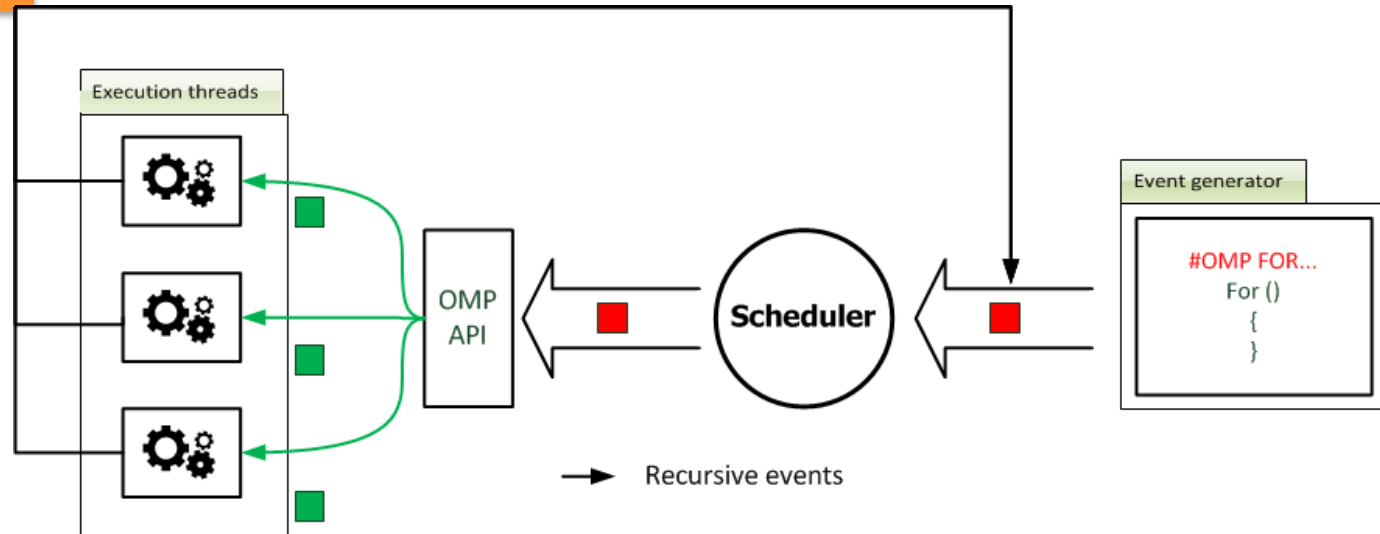 Execution threads
Event generator
#OMP FOR...
For ()
{
}
OMP
API
Scheduler
Recursive events